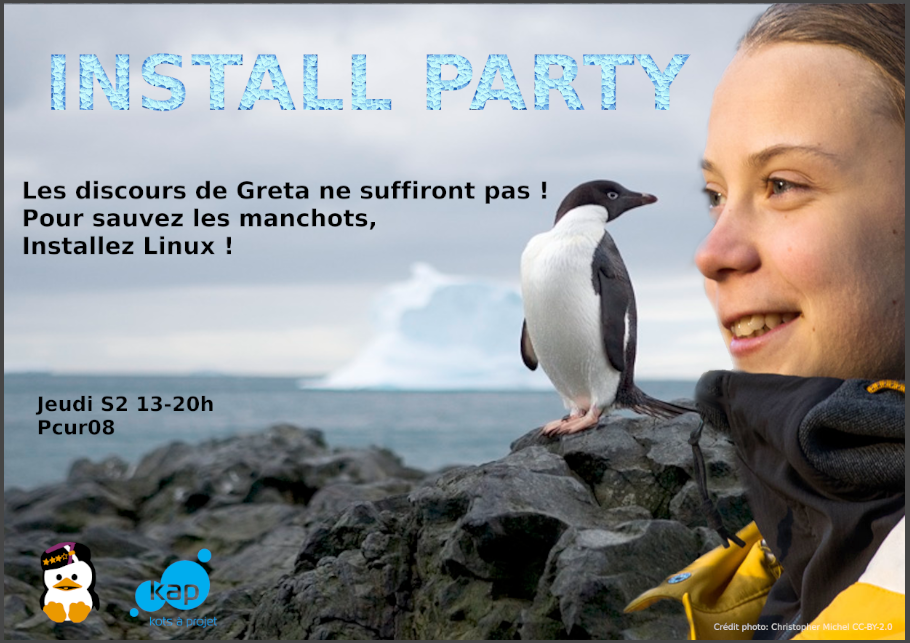 INSTALL PARTY
Les discours de Greta ne suffiront pas !
Pour sauvez les manchots,
Installez Linux !
Jeudi S2 13-20h
Pcur08
kap
kots à projet
Crédit photo: Christopher Michel CC-BY-2.0